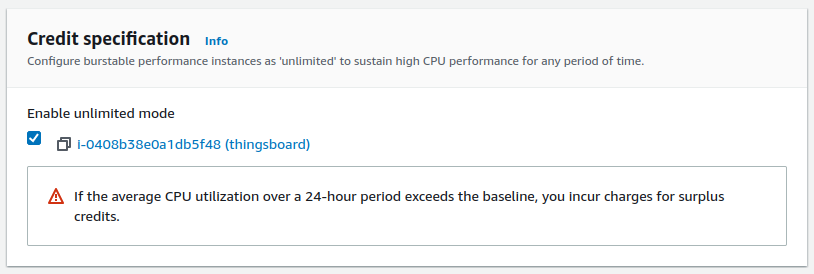 Credit specification Info
Configure burstable performance instances as 'unlimited' to sustain high CPU performance for any period of time.
Enable unlimited mode
i-0408b38e0a1db5f48 (thingsboard)
If the average CPU utilization over a 24-hour period exceeds the baseline, you incur charges for surplus
credits.